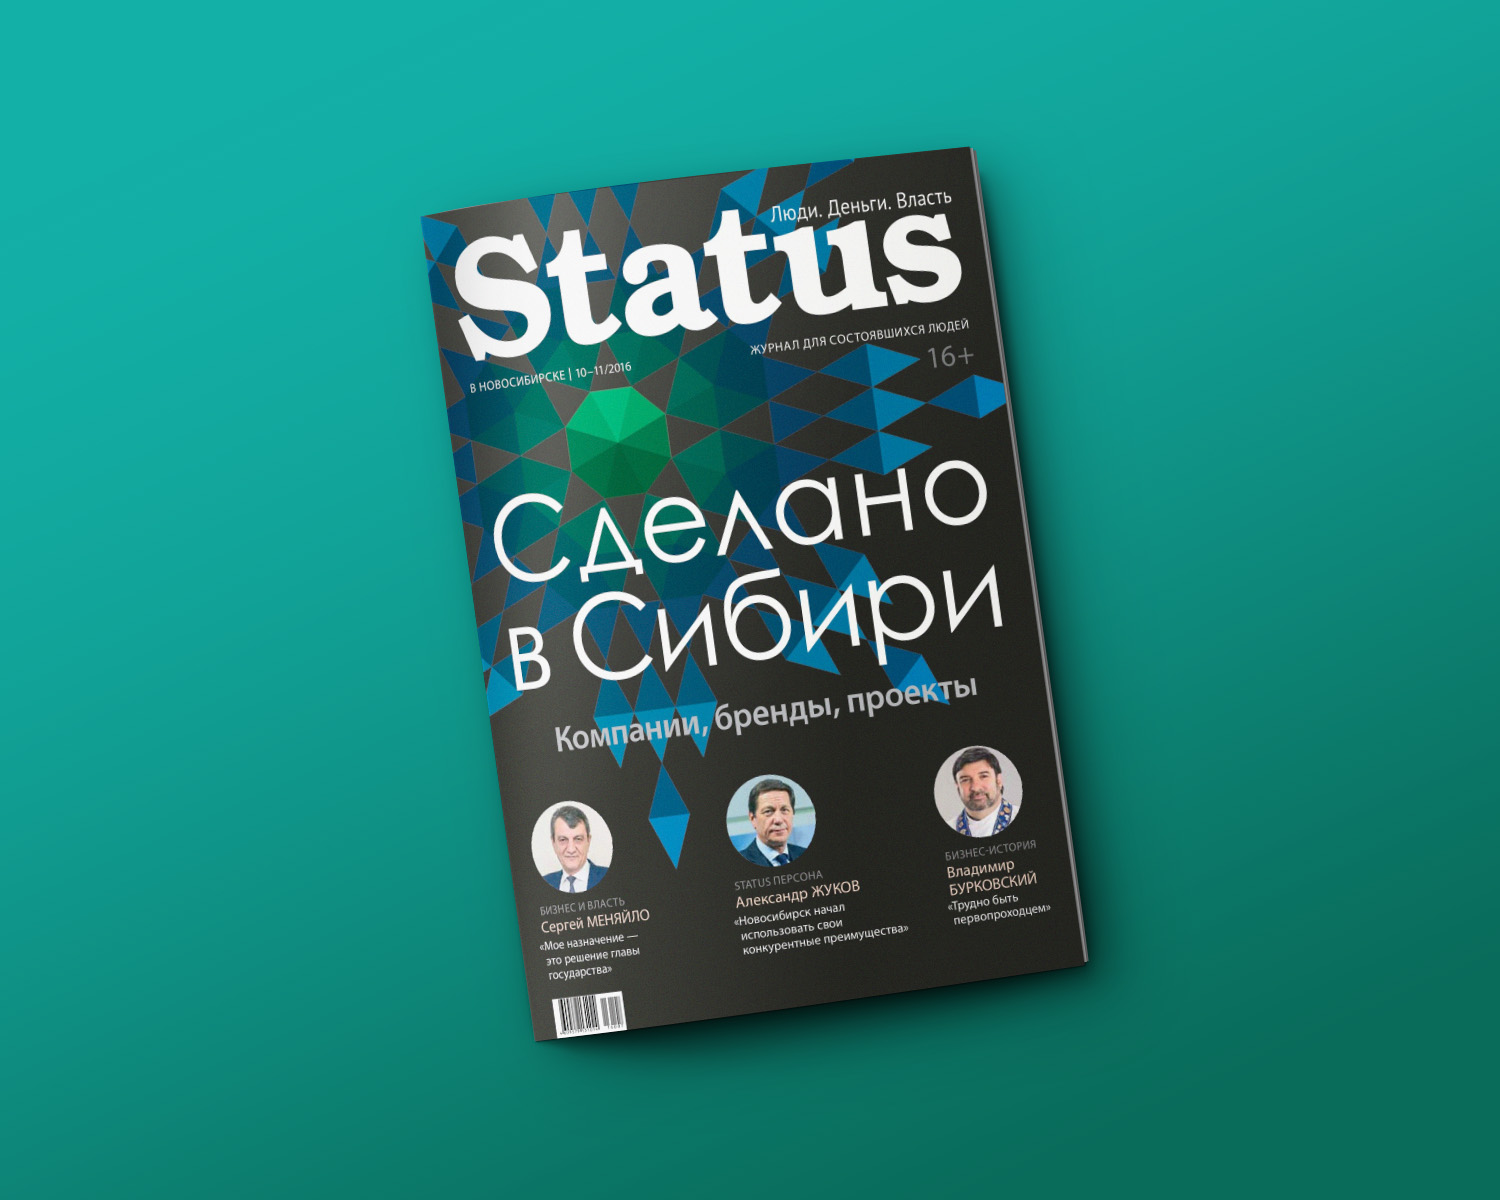 Люди. Деньги. Власть
Status
ЖУРНАЛ ДЛЯ СОСТОЯВШИХСЯ ЛЮДЕЙ
16+
В НОВОСИБИРСКЕ | 10–11/2016
Сделано
в Сибири
Компании, бренды, проекты
БИЗНЕС И ВЛАСТЬ
Сергей МЕНЯЙЛО
«Мое назначение —
это решение главы
государства»
STATUS ПЕРСОНА
Александр ЖУКОВ
«Новосибирск начал
использовать свои
конкурентные преимущества»
БИЗНЕС-ИСТОРИЯ
Владимир
БУРКОВСКИЙ
«Трудно быть
первопроходцем»